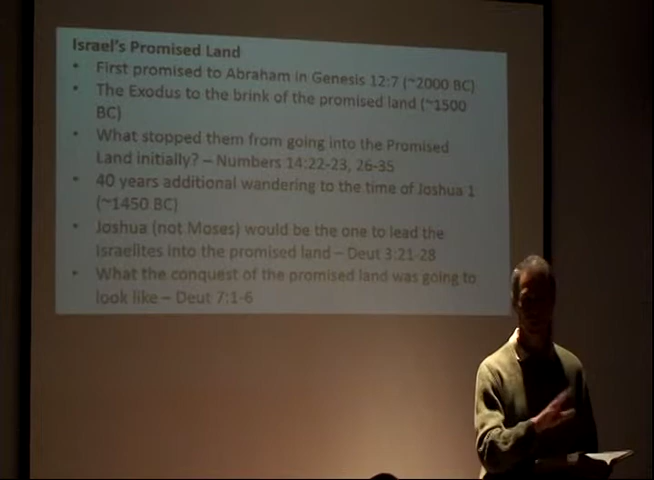 Israel's Promised Land
• First promised to Abraham in Genesis 12:7 (~2000 BC)
• The Exodus to the brink of the promised land (~1500
BC)
• What stopped them from going into the Promised
Land initially? – Numbers 14:22-23, 26-35
• 40 years additional wandering to the time of Joshua 1
(~1450 BC)
• Joshua (not Moses) would be the one to lead the
Israelites into the promised land – Deut 3:21-28
• What the conquest of the promised land was going to
look like – Deut 7:1-6